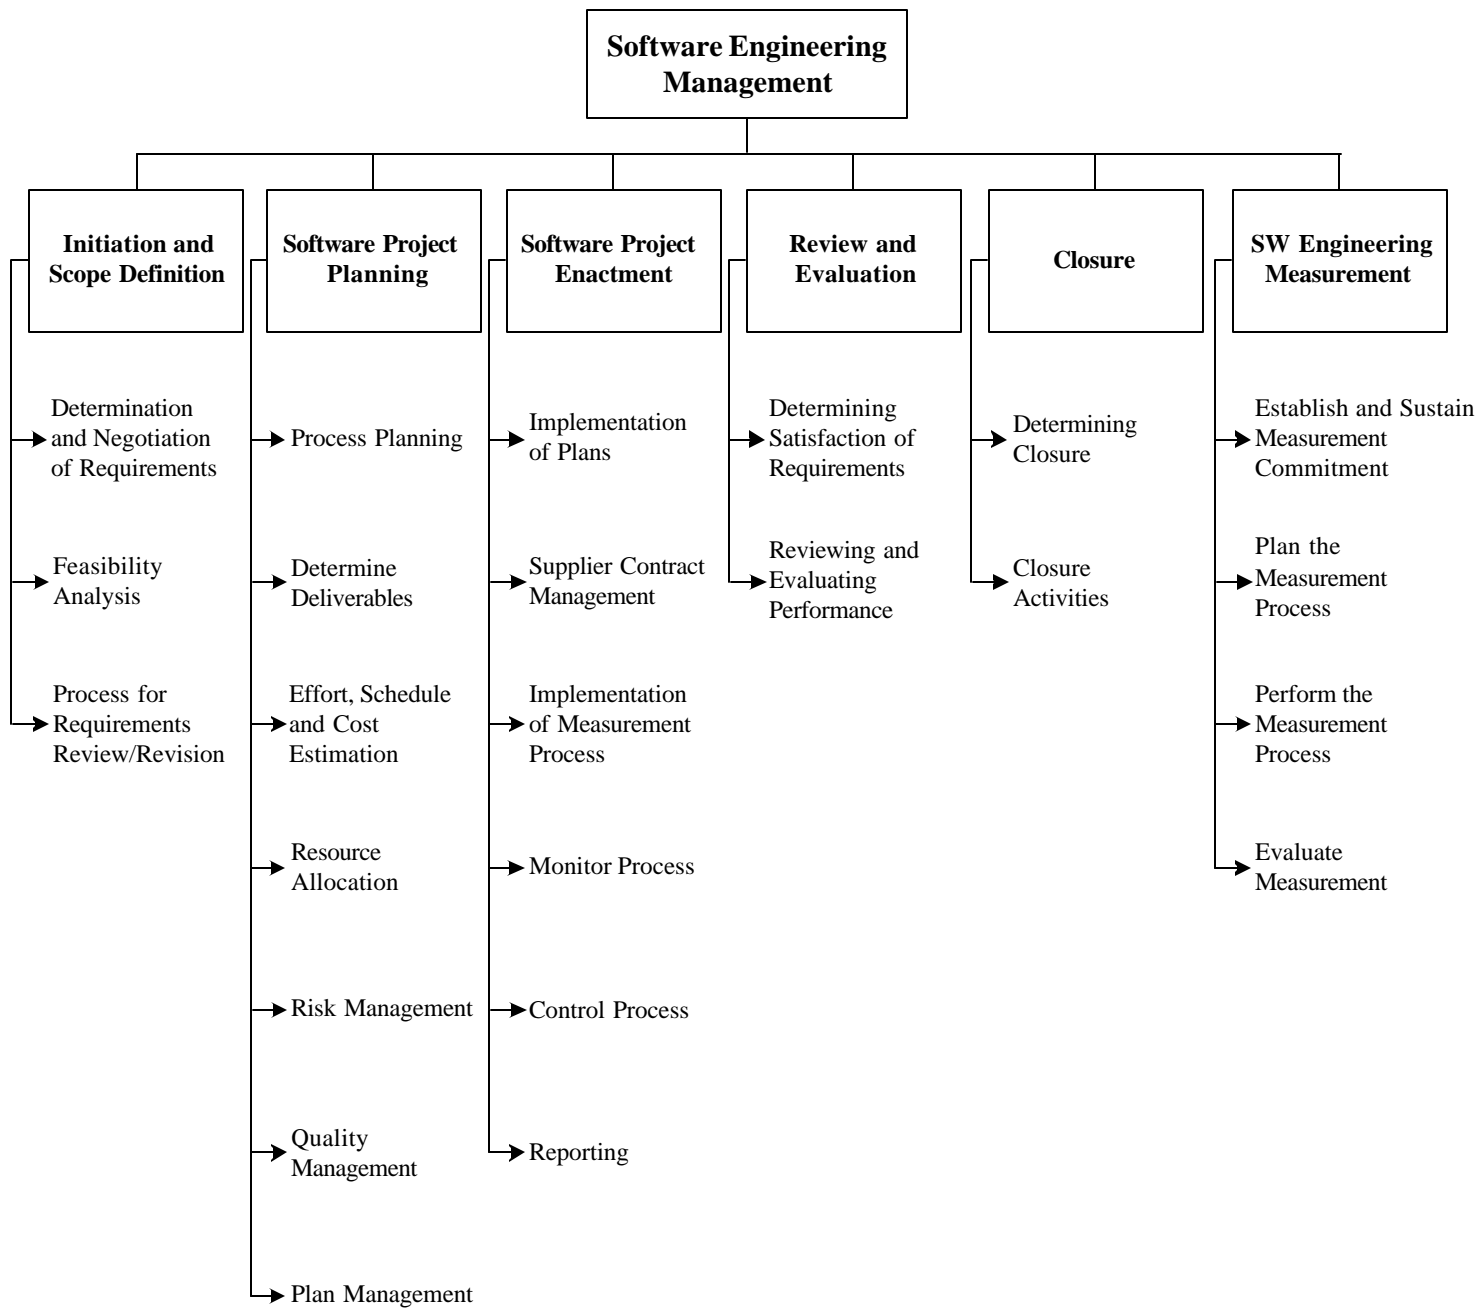 Software Engineering
Management
Initiation and
Scope Definition
Determination
and Negotiation
of Requirements
Feasibility
Analysis
Process for
Requirements
Review/Revision
Software Project
Planning
Process Planning
Determine
Deliverables
Effort, Schedule
and Cost
Estimation
Resource
Allocation
Risk Management
Quality
Management
Plan Management
Software Project
Enactment
Implementation
of Plans
Supplier Contract
Management
Implementation
of Measurement
Process
Monitor Process
Control Process
Reporting
Review and
Evaluation
Determining
Satisfaction of
Requirements
Reviewing and
Evaluating
Performance
Closure
Determining
Closure
Closure
Activities
SW Engineering
Measurement
Establish and Sustain
Measurement
Commitment
Plan the
Measurement
Process
Perform the
Measurement
Process
Evaluate
Measurement